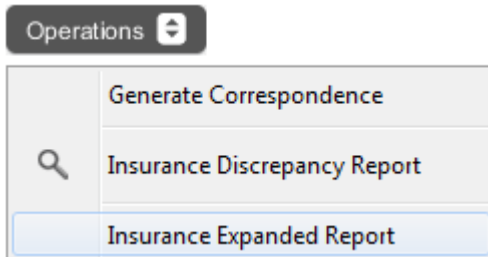 Operations
Generate Correspondence
Insurance Discrepancy Report
Insurance Expanded Report